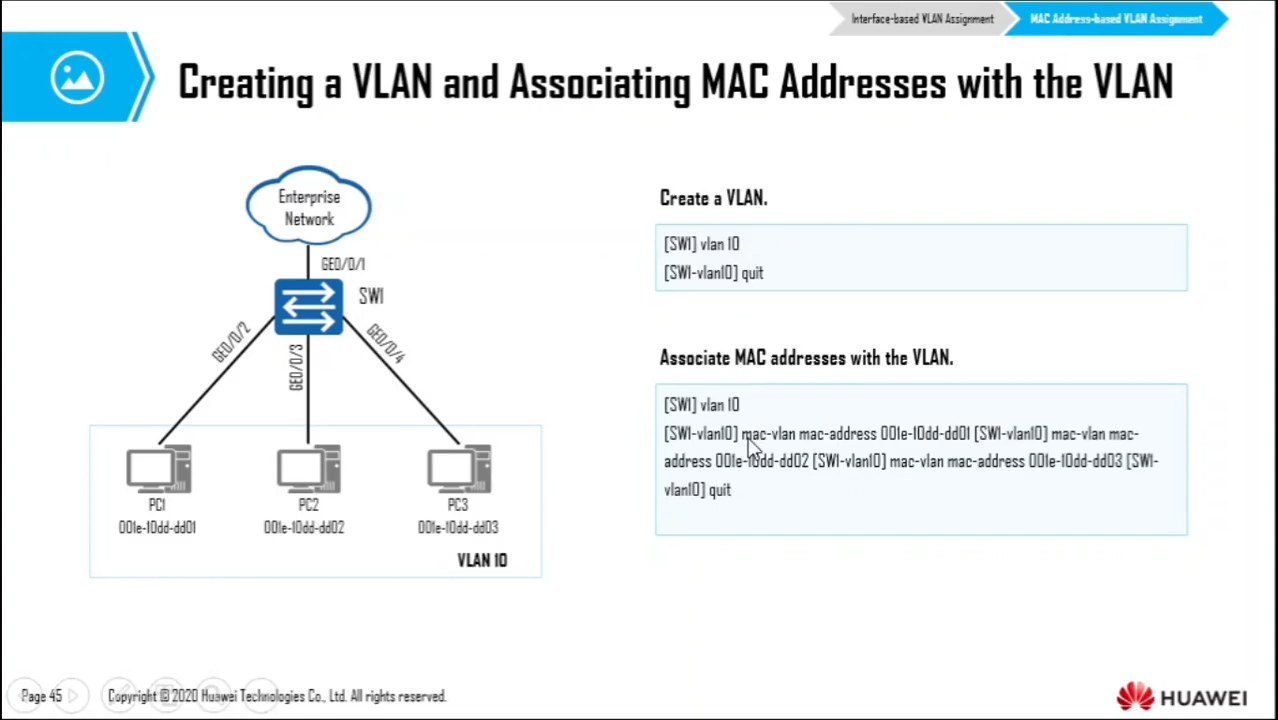 Interface-based VLAN Assignment
MAC Address-based VLAN Assignment
Creating a VLAN and Associating MAC Addresses with the VLAN
Enterprise
Network
GE0/0/1
SW1
GE0/0/2
GE0/0/3
GE0/0/4
PC1
001e-10dd-dd01
PC2
001e-10dd-dd02
PC3
001e-10dd-dd03
VLAN 10
Create a VLAN.
[SW1] vlan 10
[SW1-vlan10] quit
Associate MAC addresses with the VLAN.
[SW1] vlan 10
[SW1-vlan10] mac-vlan mac-address 001e-10dd-dd01 [SW1-vlan10] mac-vlan mac-
address 001e-10dd-dd02 [SW1-vlan10] mac-vlan mac-address 001e-10dd-dd03 [SW1-
vlan10] quit
Page 45
Copyright © 2020 Huawei Technologies Co., Ltd. All rights reserved.
HUAWEI